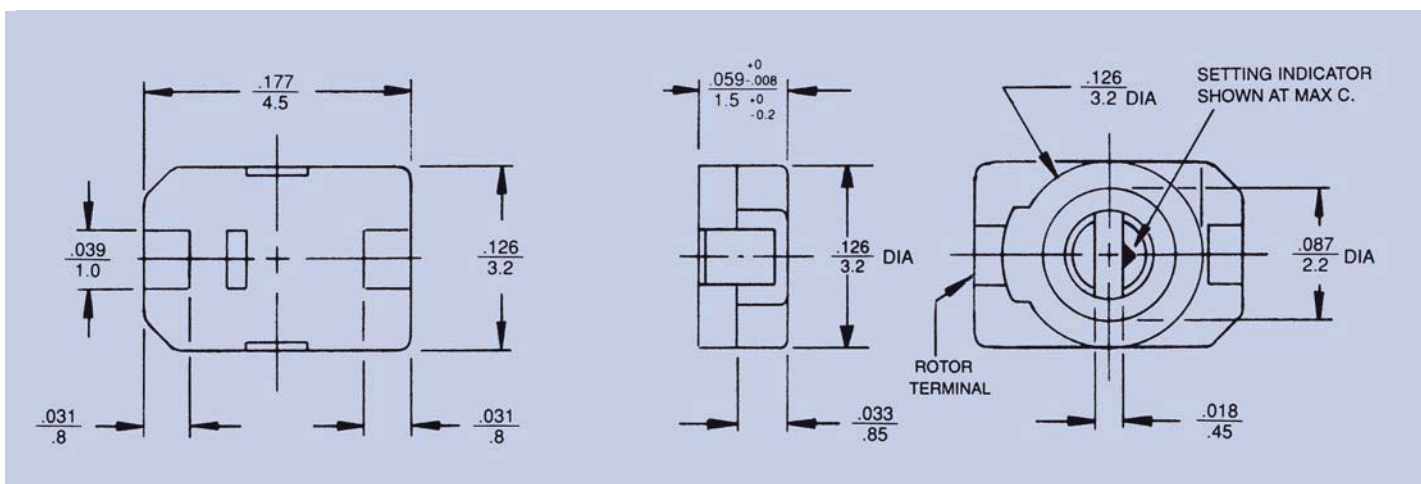 .177
4.5
.039
1.0
.126
3.2
.031
.8
.031
.8
.059 +0 -.008
1.5 +0 -0.2
.126
3.2 DIA
.033
.85
.126
3.2 DIA
SETTING INDICATOR
SHOWN AT MAX C.
.087
2.2 DIA
ROTOR
TERMINAL
.018
.45